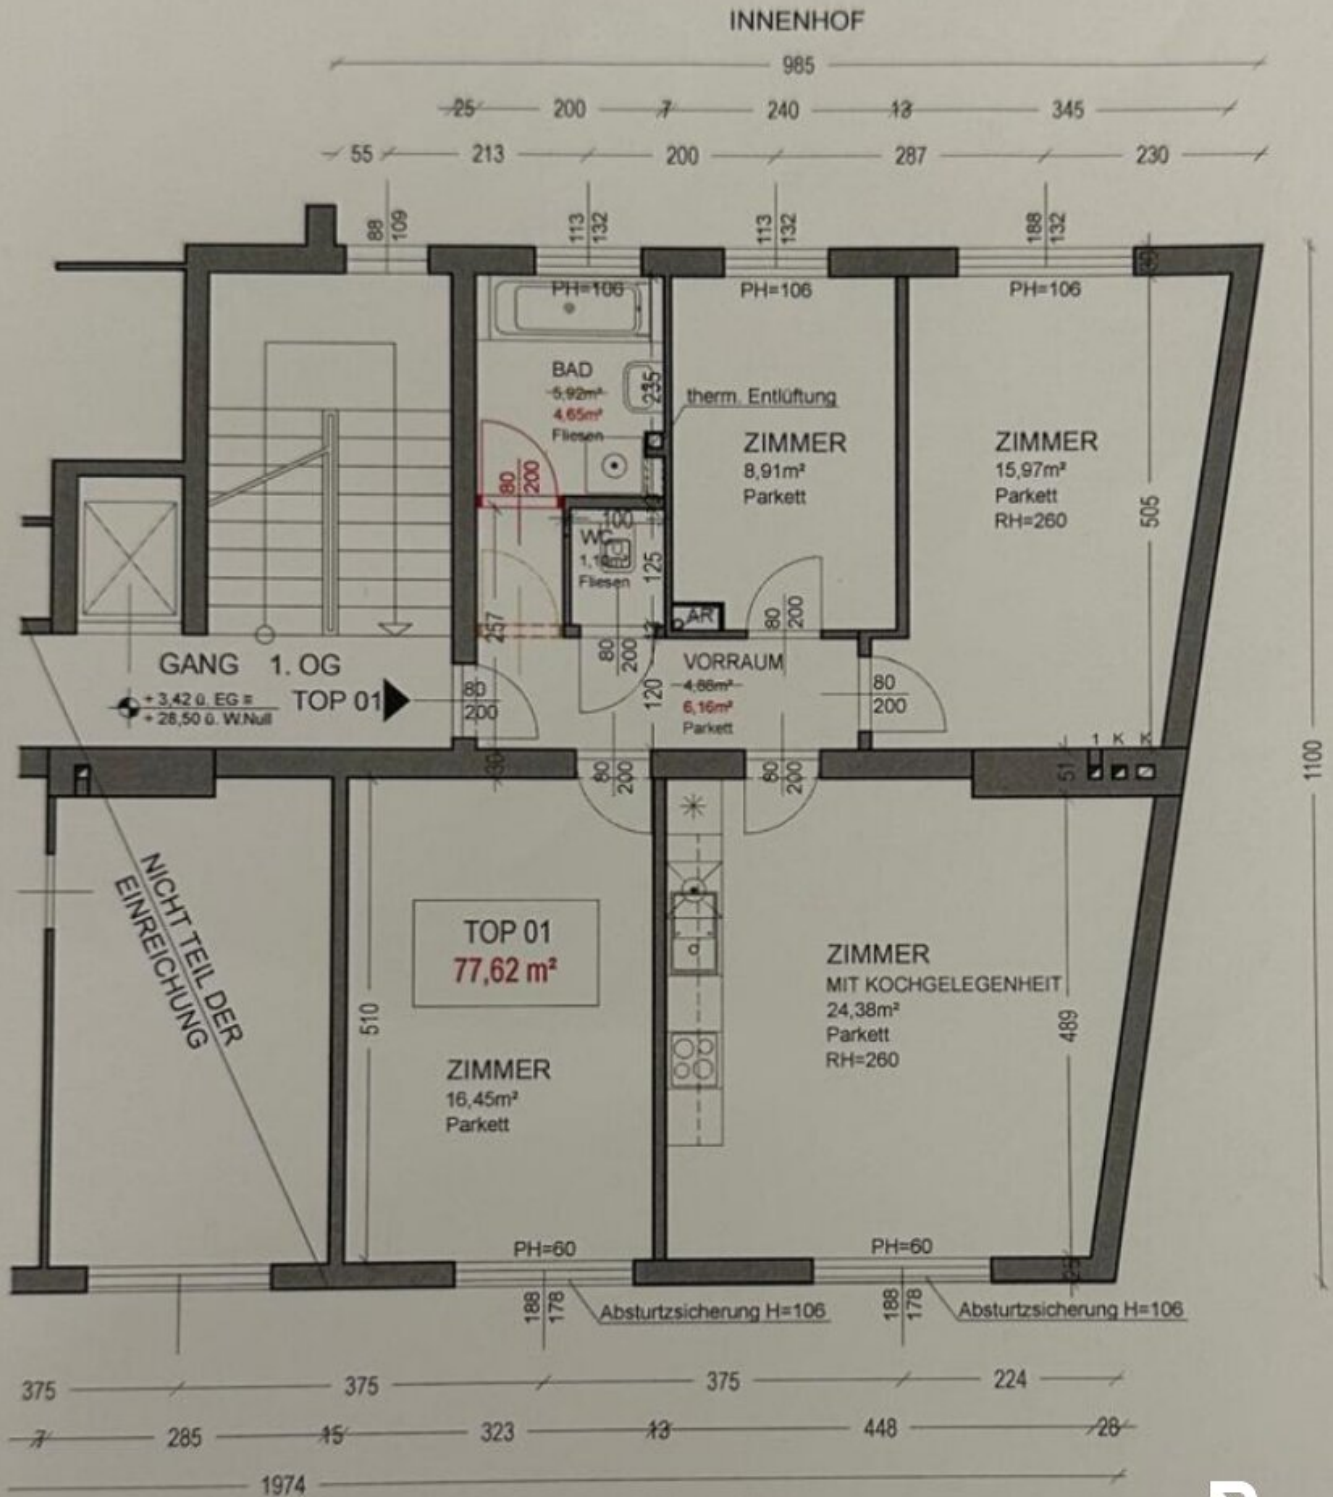 INNENHOF
985
25 200 7 240 13 345
55 213 200 287 230
88
109
113
132
113
132
188
132
PH=106
PH=106
PH=106
BAD
5,92m²
4,65m²
Fliesen
235
therm. Entlüftung
ZIMMER
8,91m²
Parkett
ZIMMER
15,97m²
Parkett
RH=260
505
80
200
100
WC
Fliesen
125
257
AR
80
200
80
200
GANG 1. OG
+ 3,42 ü. EG =
+ 28,50 ü. W.Null
TOP 01
80
200
120
VORRAUM
4,88m²
6,16m²
Parkett
80
200
30
80
200
80
200
51
1 K K
1100
NICHT TEIL DER
EINREICHUNG
510
TOP 01
77,62 m²
ZIMMER
16,45m²
Parkett
ZIMMER
MIT KOCHGELEGENHEIT
24,38m²
Parkett
RH=260
489
PH=60
PH=60
188
178
Absturtzsicherung H=106
188
178
Absturtzsicherung H=106
375 375 375 224
7 285 15 323 13 448 28
1974